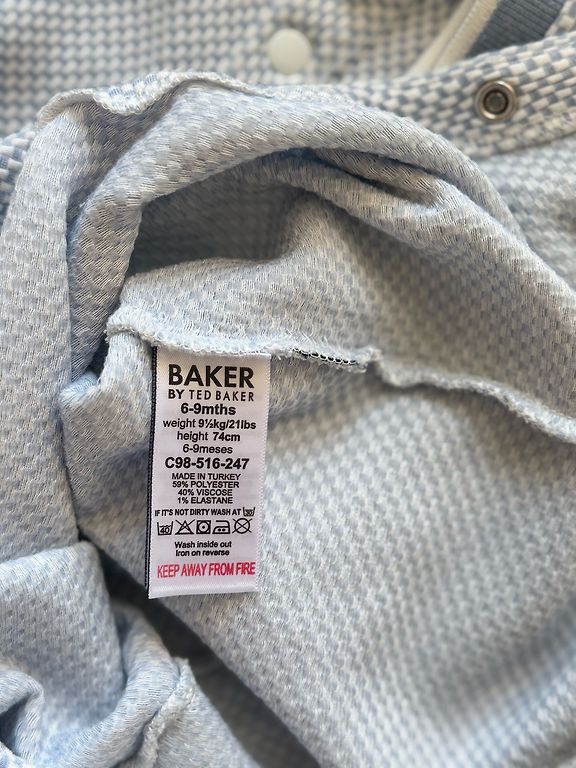 BAKER
BY TED BAKER
6-9mths
weight 9½kg/21lbs
height 74cm
6-9meses
C98-516-247
MADE IN TURKEY
59% POLYESTER
40% VISCOSE
1% ELASTANE
IF IT'S NOT DIRTY WASH AT 30
40
Wash inside out
Iron on reverse
KEEP AWAY FROM FIRE